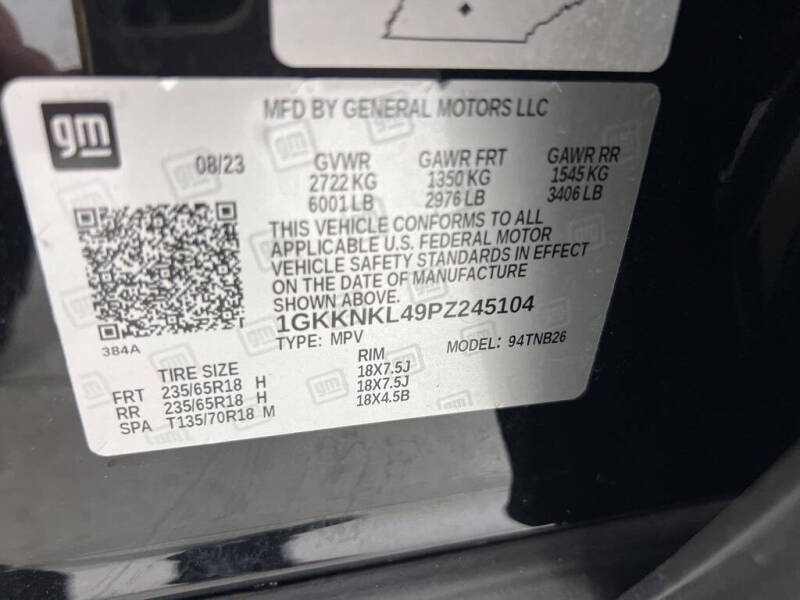 gm
MFD BY GENERAL MOTORS LLC
08/23
GVWR GAWR FRT GAWR RR
2722 KG 1350 KG 1545 KG
6001 LB 2976 LB 3406 LB
THIS VEHICLE CONFORMS TO ALL
APPLICABLE U.S. FEDERAL MOTOR
VEHICLE SAFETY STANDARDS IN EFFECT
ON THE DATE OF MANUFACTURE
SHOWN ABOVE.
1GKKNKL49PZ245104
384A
TYPE: MPV MODEL: 94TNB26
TIRE SIZE RIM
FRT 235/65R18 H 18X7.5J
RR 235/65R18 H 18X7.5J
SPA T135/70R18 M 18X4.5B